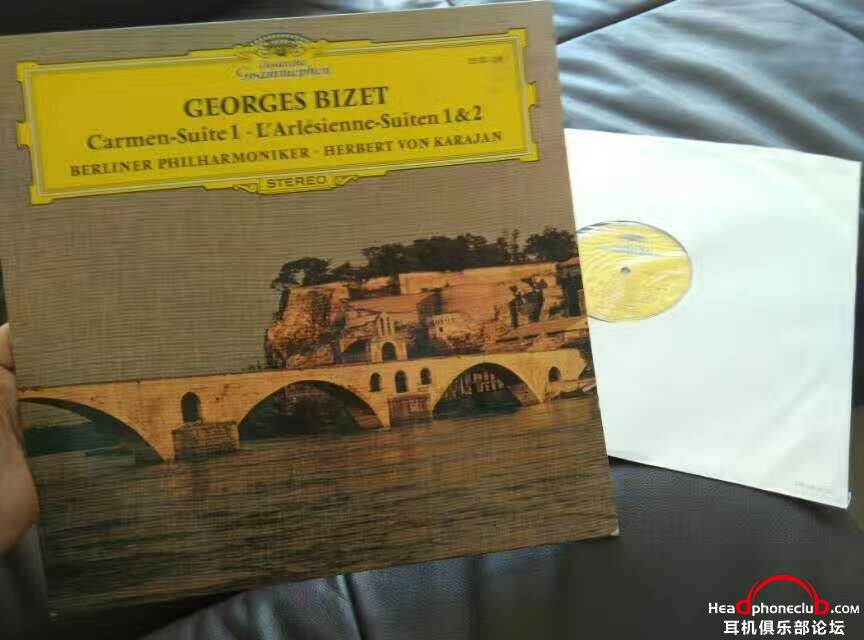 Deutsche
Grammophon
GEORGES BIZET
Carmen-Suite 1 · L'Arlésienne-Suiten 1 & 2
BERLINER PHILHARMONIKER · HERBERT VON KARAJAN
STEREO
Headphoneclub.com
耳机俱乐部论坛